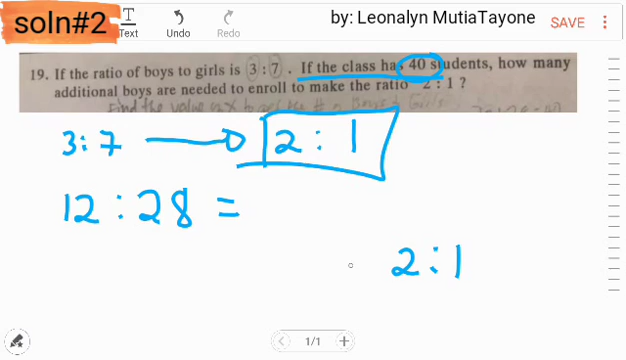 soln#2
Text
Undo
Redo
by: Leonalyn MutiaTayone
SAVE
19. If the ratio of boys to girls is 3 : 7 . If the class has 40 students, how many
additional boys are needed to enroll to make the ratio 2 : 1 ?
3:7 2 : 1
12 : 28 =
2 : 1
1/1